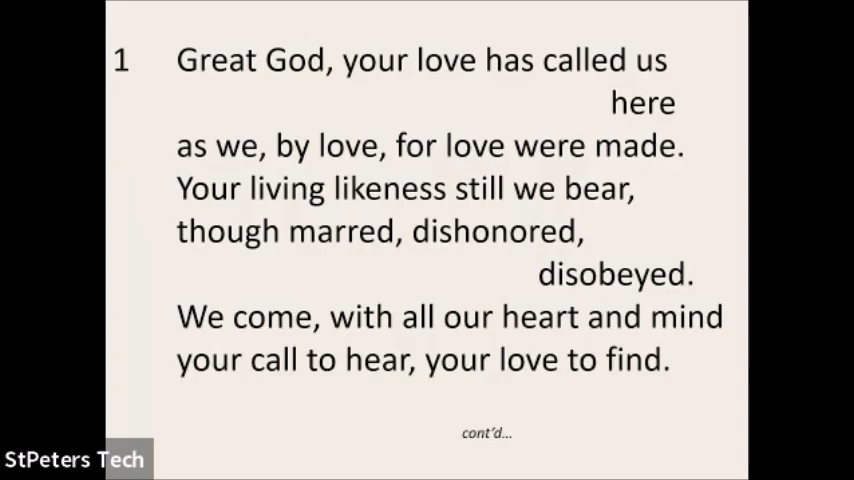 1 Great God, your love has called us
here
as we, by love, for love were made.
Your living likeness still we bear,
though marred, dishonored,
disobeyed.
We come, with all our heart and mind
your call to hear, your love to find.
cont’d…
StPeters Tech